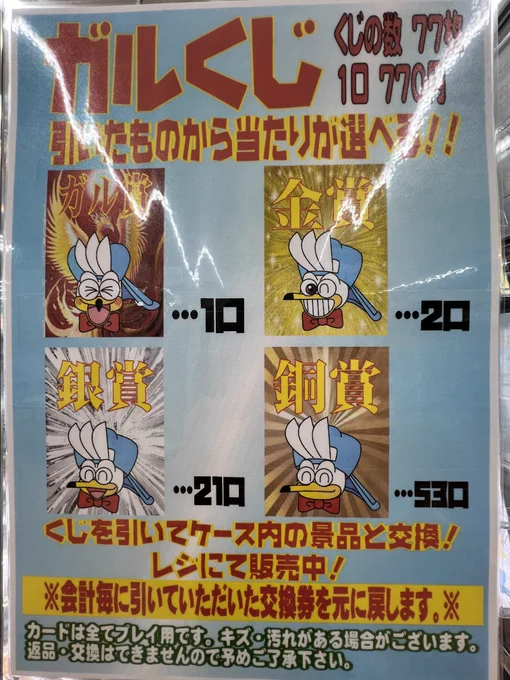 ガルくじ
くじの数 77枚
1口 770円
引いたものから当たりが選べる!!
ガル賞
…1口
金賞
…2口
銀賞
…21口
銅賞
…53口
くじを引いてケース内の景品と交換!
レジにて販売中!
※会計毎に引いていただいた交換券を元に戻します。※
カードは全てプレイ用です。キズ・汚れがある場合がございます。
返品・交換はできませんので予めご了承下さい。